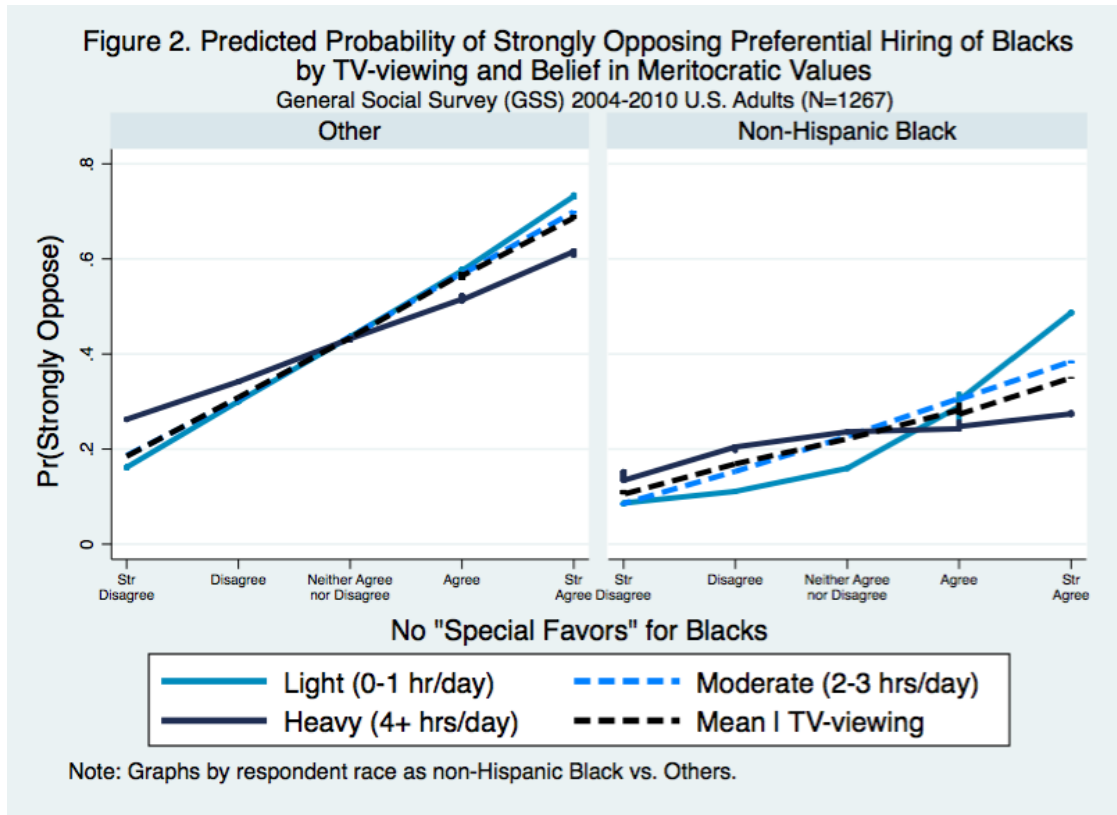 Figure 2. Predicted Probability of Strongly Opposing Preferential Hiring of Blacks
by TV-viewing and Belief in Meritocratic Values
General Social Survey (GSS) 2004-2010 U.S. Adults (N=1267)
Other
Non-Hispanic Black
Pr(Strongly Oppose)
.8
.6
.4
.2
0
Str
Disagree
Disagree
Neither Agree
nor Disagree
Agree
Str
Agree
Str
Disagree
Disagree
Neither Agree
nor Disagree
Agree
Str
Agree
No "Special Favors" for Blacks
Light (0-1 hr/day)
Moderate (2-3 hrs/day)
Heavy (4+ hrs/day)
Mean | TV-viewing
Note: Graphs by respondent race as non-Hispanic Black vs. Others.